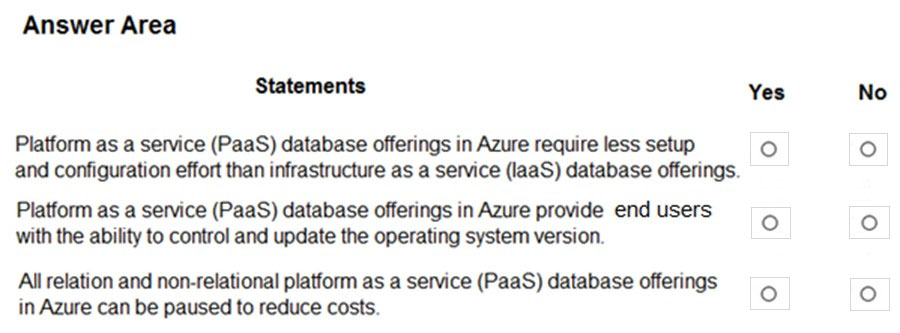 Answer Area
Statements
Yes
No
Platform as a service (PaaS) database offerings in Azure require less setup
and configuration effort than infrastructure as a service (IaaS) database offerings.
Platform as a service (PaaS) database offerings in Azure provide end users
with the ability to control and update the operating system version.
All relation and non-relational platform as a service (PaaS) database offerings
in Azure can be paused to reduce costs.